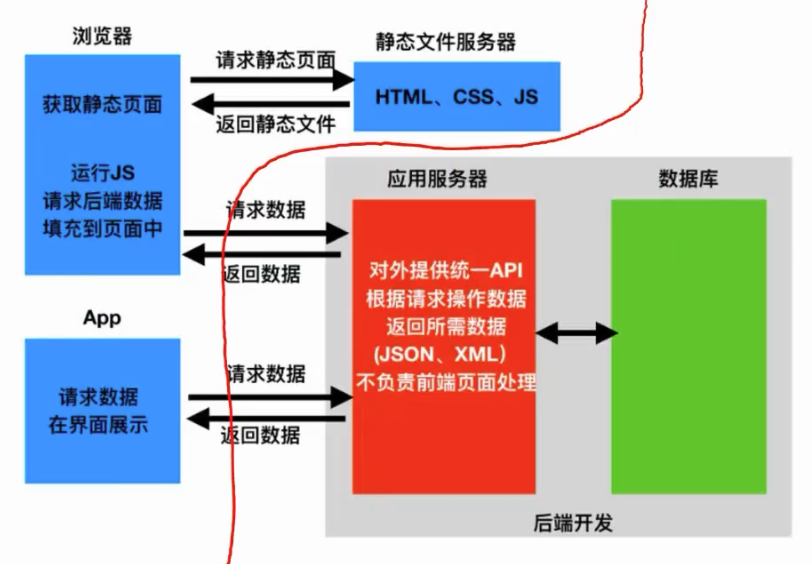 浏览器
静态文件服务器
请求静态页面
返回静态文件
获取静态页面
HTML、CSS、JS
运行JS
请求后端数据
填充到页面中
请求数据
返回数据
应用服务器
数据库
对外提供统一API
根据请求操作数据
返回所需数据
(JSON、XML）
不负责前端页面处理
App
请求数据
在界面展示
请求数据
返回数据
后端开发